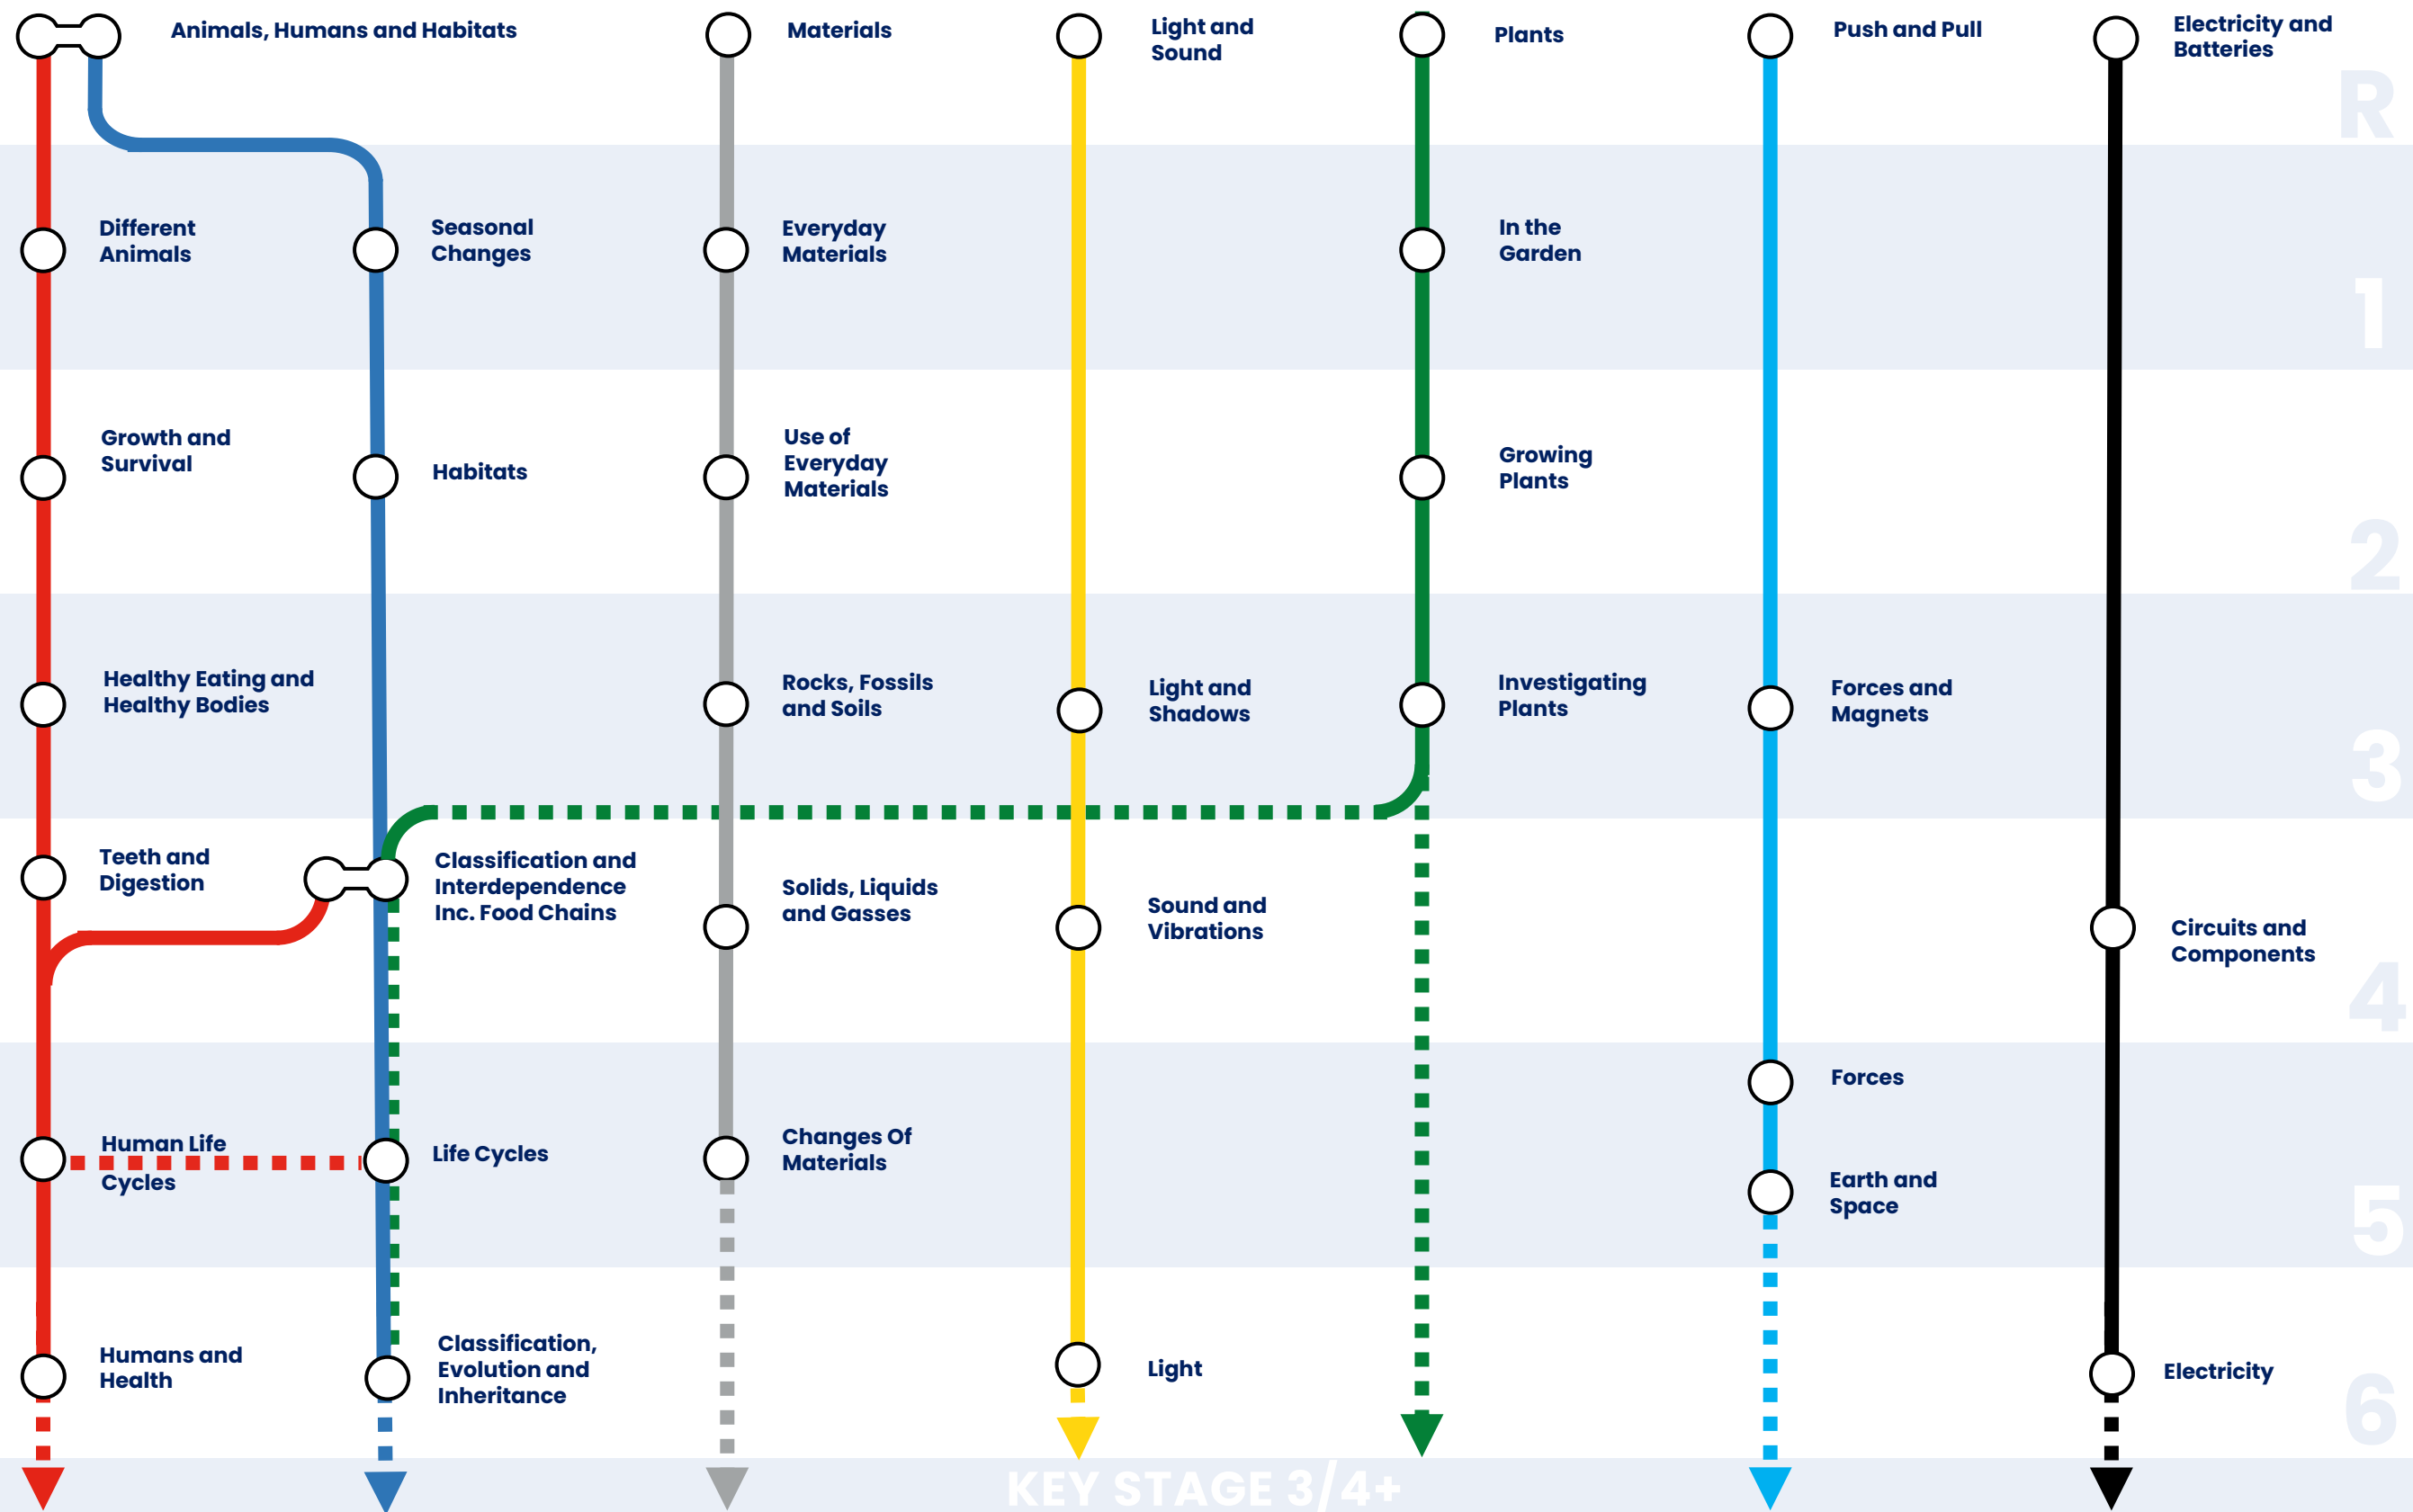 Animals, Humans and Habitats
Materials
Light and
Sound
Plants
Push and Pull
Electricity and
Batteries
R
Different
Animals
Seasonal
Changes
Everyday
Materials
In the
Garden
1
Growth and
Survival
Habitats
Use of
Everyday
Materials
Growing
Plants
2
Healthy Eating and
Healthy Bodies
Rocks, Fossils
and Soils
Light and
Shadows
Investigating
Plants
Forces and
Magnets
3
Teeth and
Digestion
Classification and
Interdependence
Inc. Food Chains
Solids, Liquids
and Gasses
Sound and
Vibrations
Circuits and
Components
4
Human Life
Cycles
Life Cycles
Changes Of
Materials
Forces
Earth and
Space
5
Humans and
Health
Classification,
Evolution and
Inheritance
Light
Electricity
6
KEY STAGE 3/4+